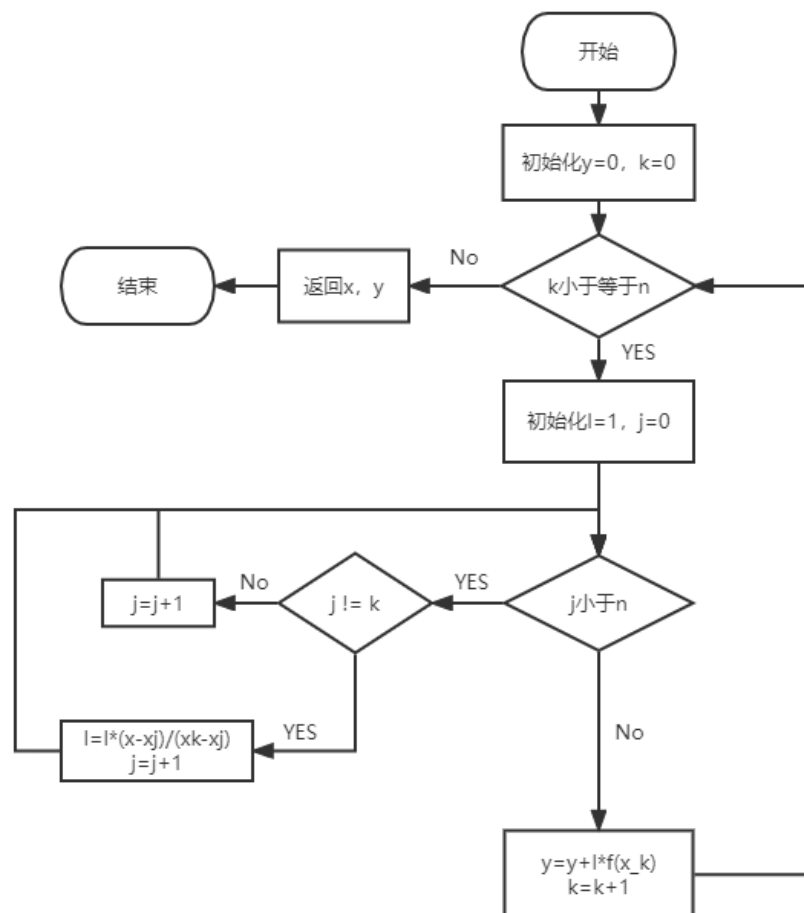 开始
初始化y=0，k=0
No
结束
返回x，y
k小于等于n
YES
初始化l=1，j=0
j=j+1
No
j != k
YES
j小于n
l=l*(x-xj)/(xk-xj)
j=j+1
YES
No
y=y+l*f(x_k)
k=k+1